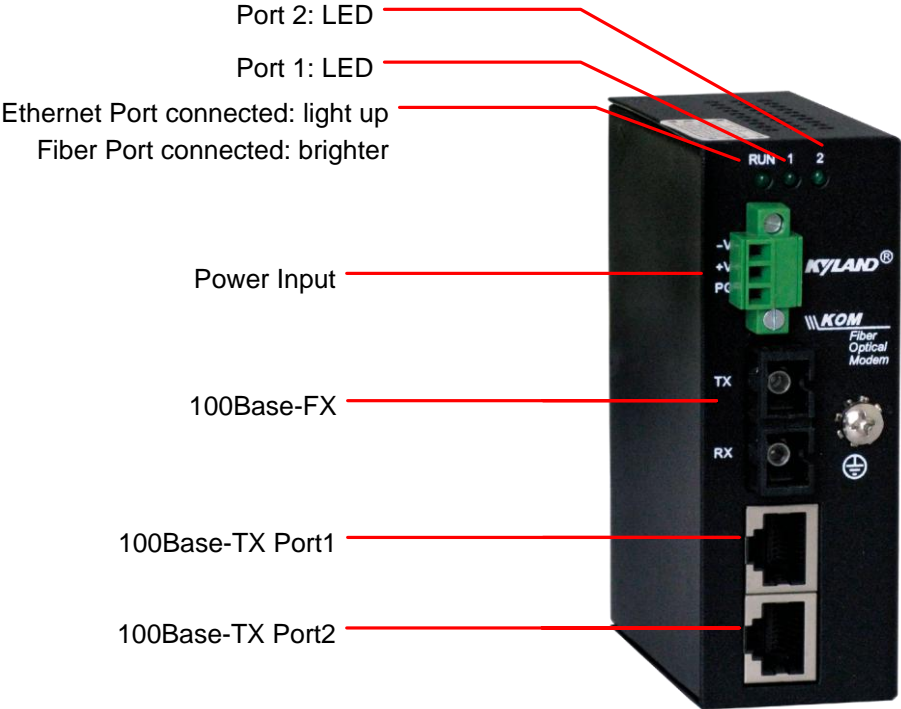 Port 2: LED
Port 1: LED
Ethernet Port connected: light up
Fiber Port connected: brighter
RUN 1 2
-V
+V
KYLAND®
Power Input
KOM
Fiber
Optical
Modem
TX
100Base-FX
RX
100Base-TX Port1
100Base-TX Port2